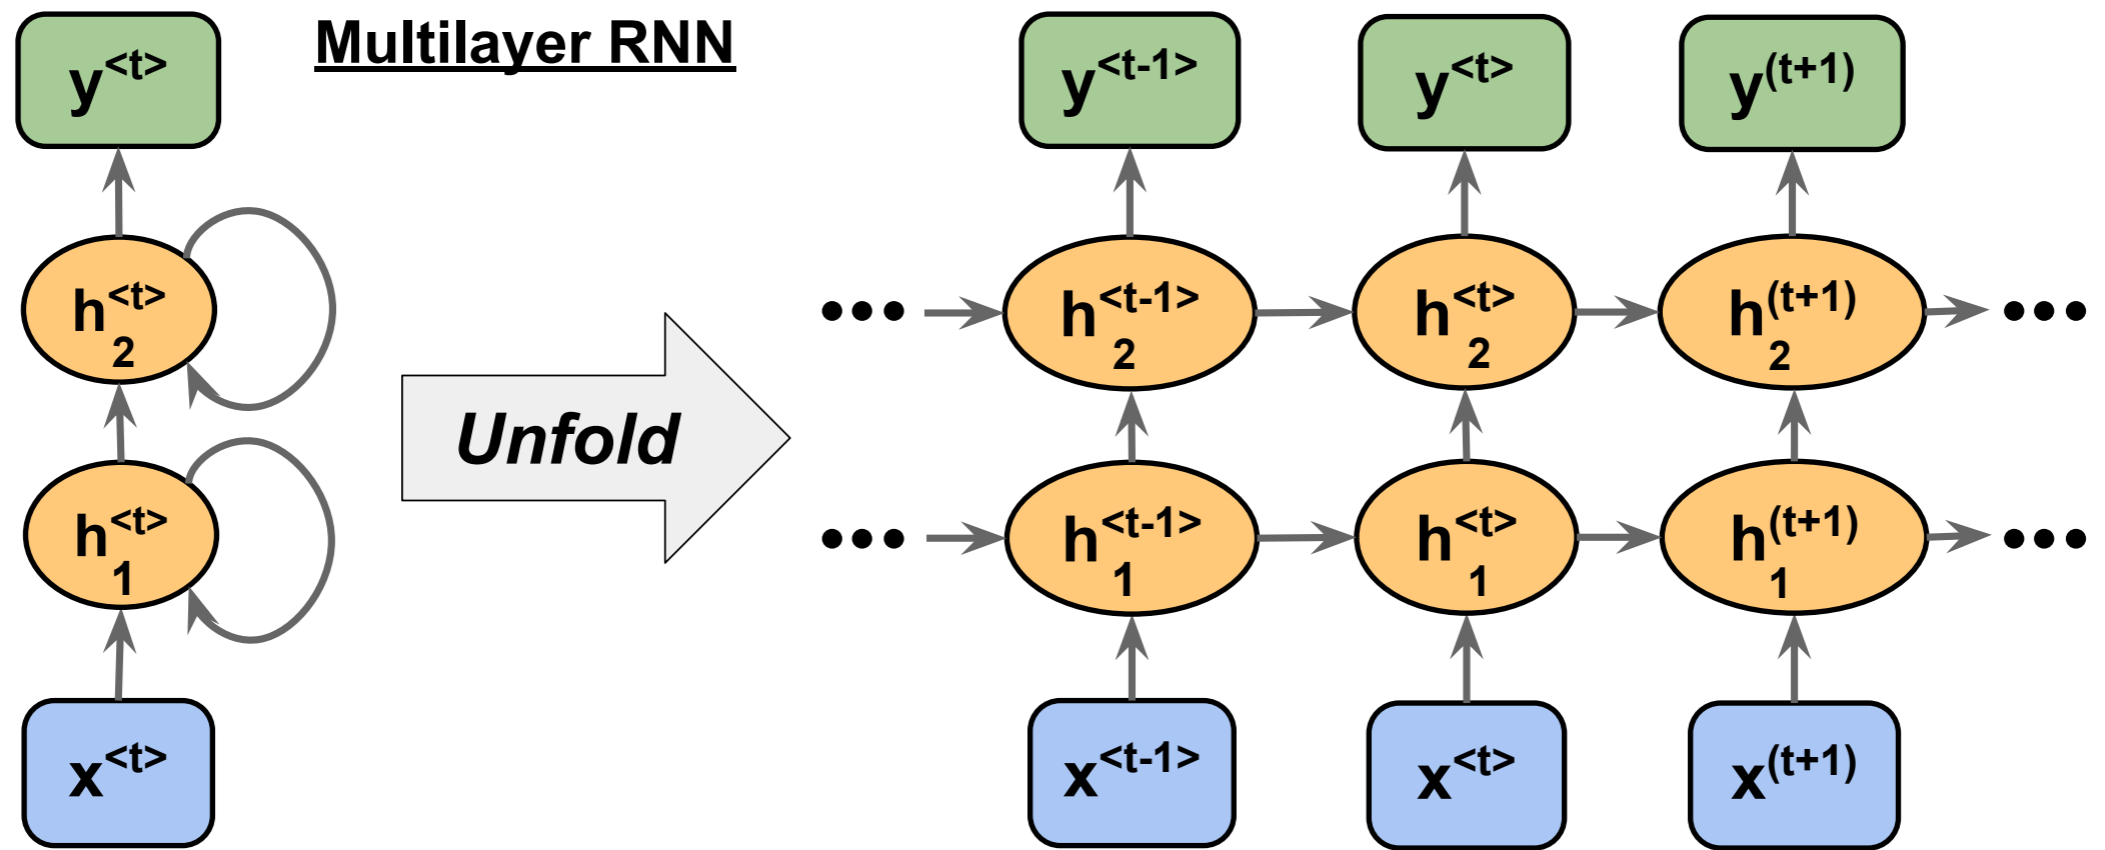 Multilayer RNN
y<t>
h<t>2
h<t>1
x<t>
Unfold
y<t-1> y<t> y(t+1)
••• h<t-1>2 h<t>2 h(t+1)2 •••
••• h<t-1>1 h<t>1 h(t+1)1 •••
x<t-1> x<t> x(t+1)